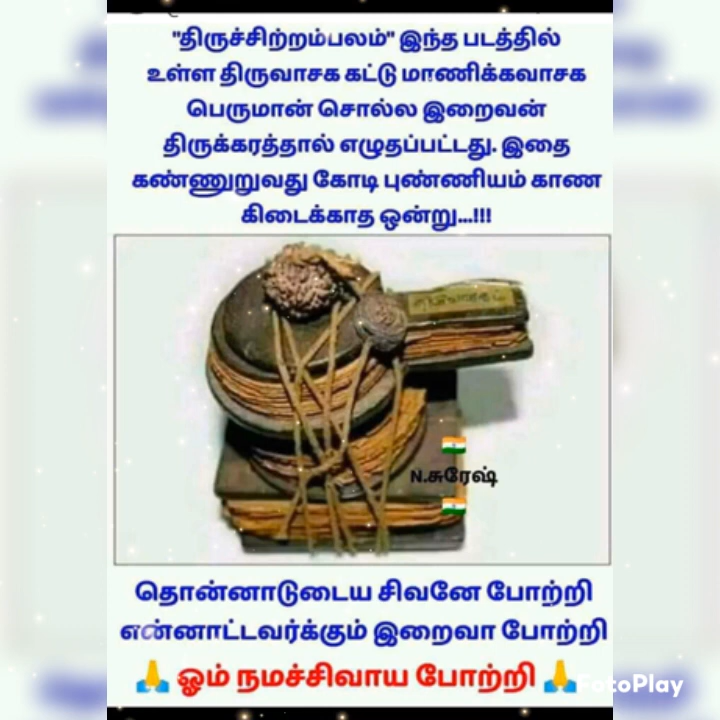 "திருச்சிற்றம்பலம்" இந்த படத்தில்
உள்ள திருவாசக கட்டு மாணிக்கவாசக
பெருமான் சொல்ல இறைவன்
திருக்கரத்தால் எழுதப்பட்டது. இதை
கண்ணுறுவது கோடி புண்ணியம் காண
கிடைக்காத ஒன்று...!!!
N.சுரேஷ்
தொன்னாடுடைய சிவனே போற்றி
என்னாட்டவர்க்கும் இறைவா போற்றி
🙏 ஓம் நமச்சிவாய போற்றி 🙏
FotoPlay